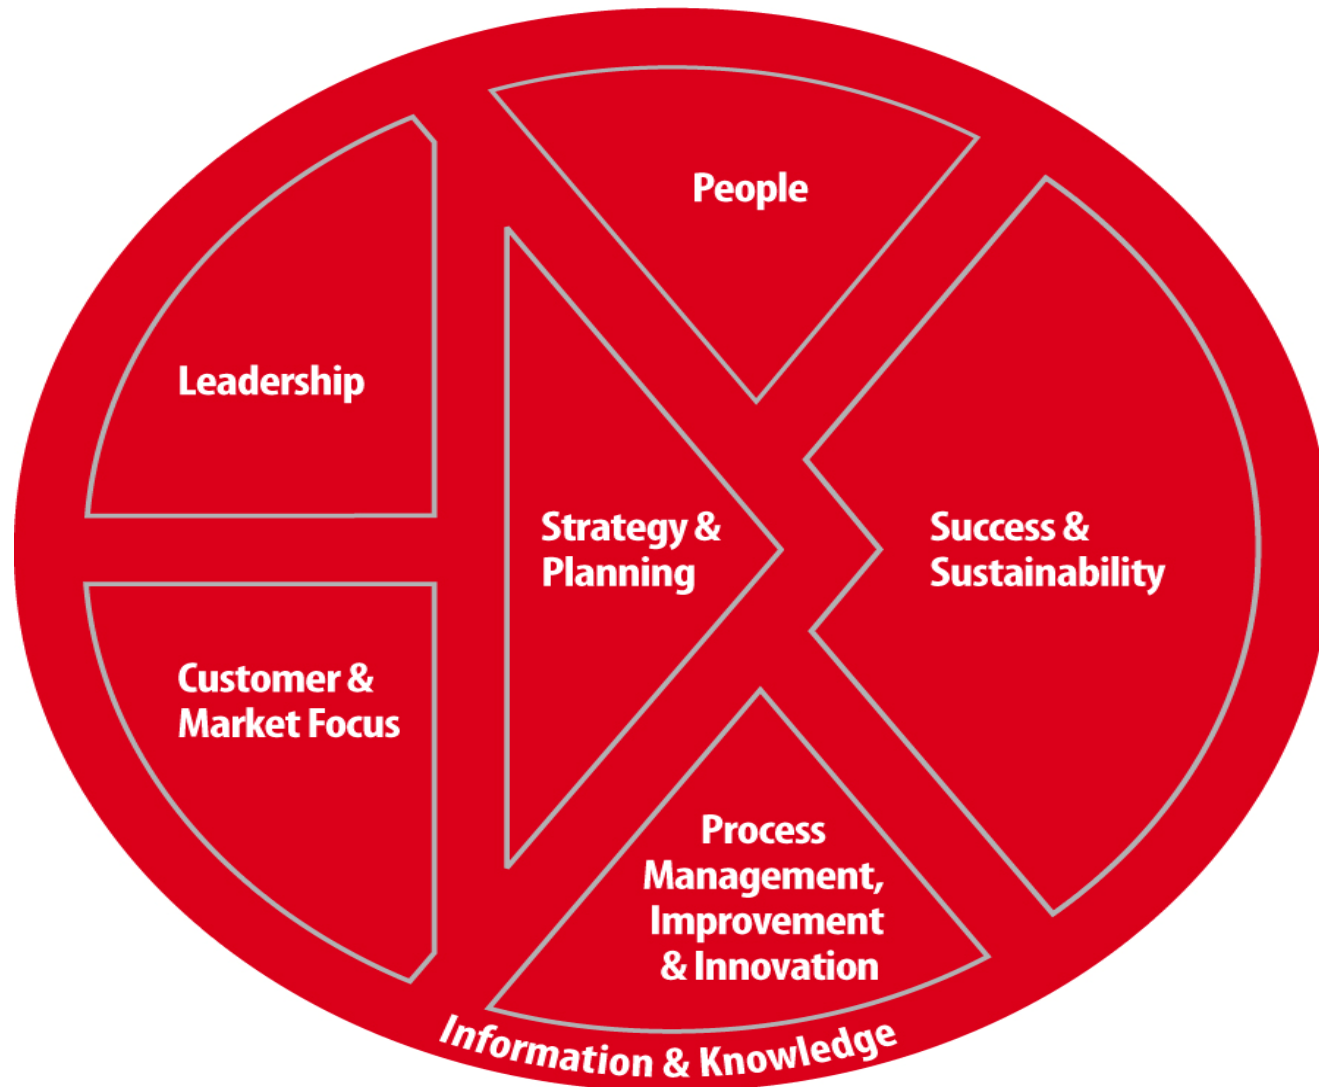 People
Leadership
Strategy &
Planning
Success &
Sustainability
Customer &
Market Focus
Process
Management,
Improvement
& Innovation
Information & Knowledge